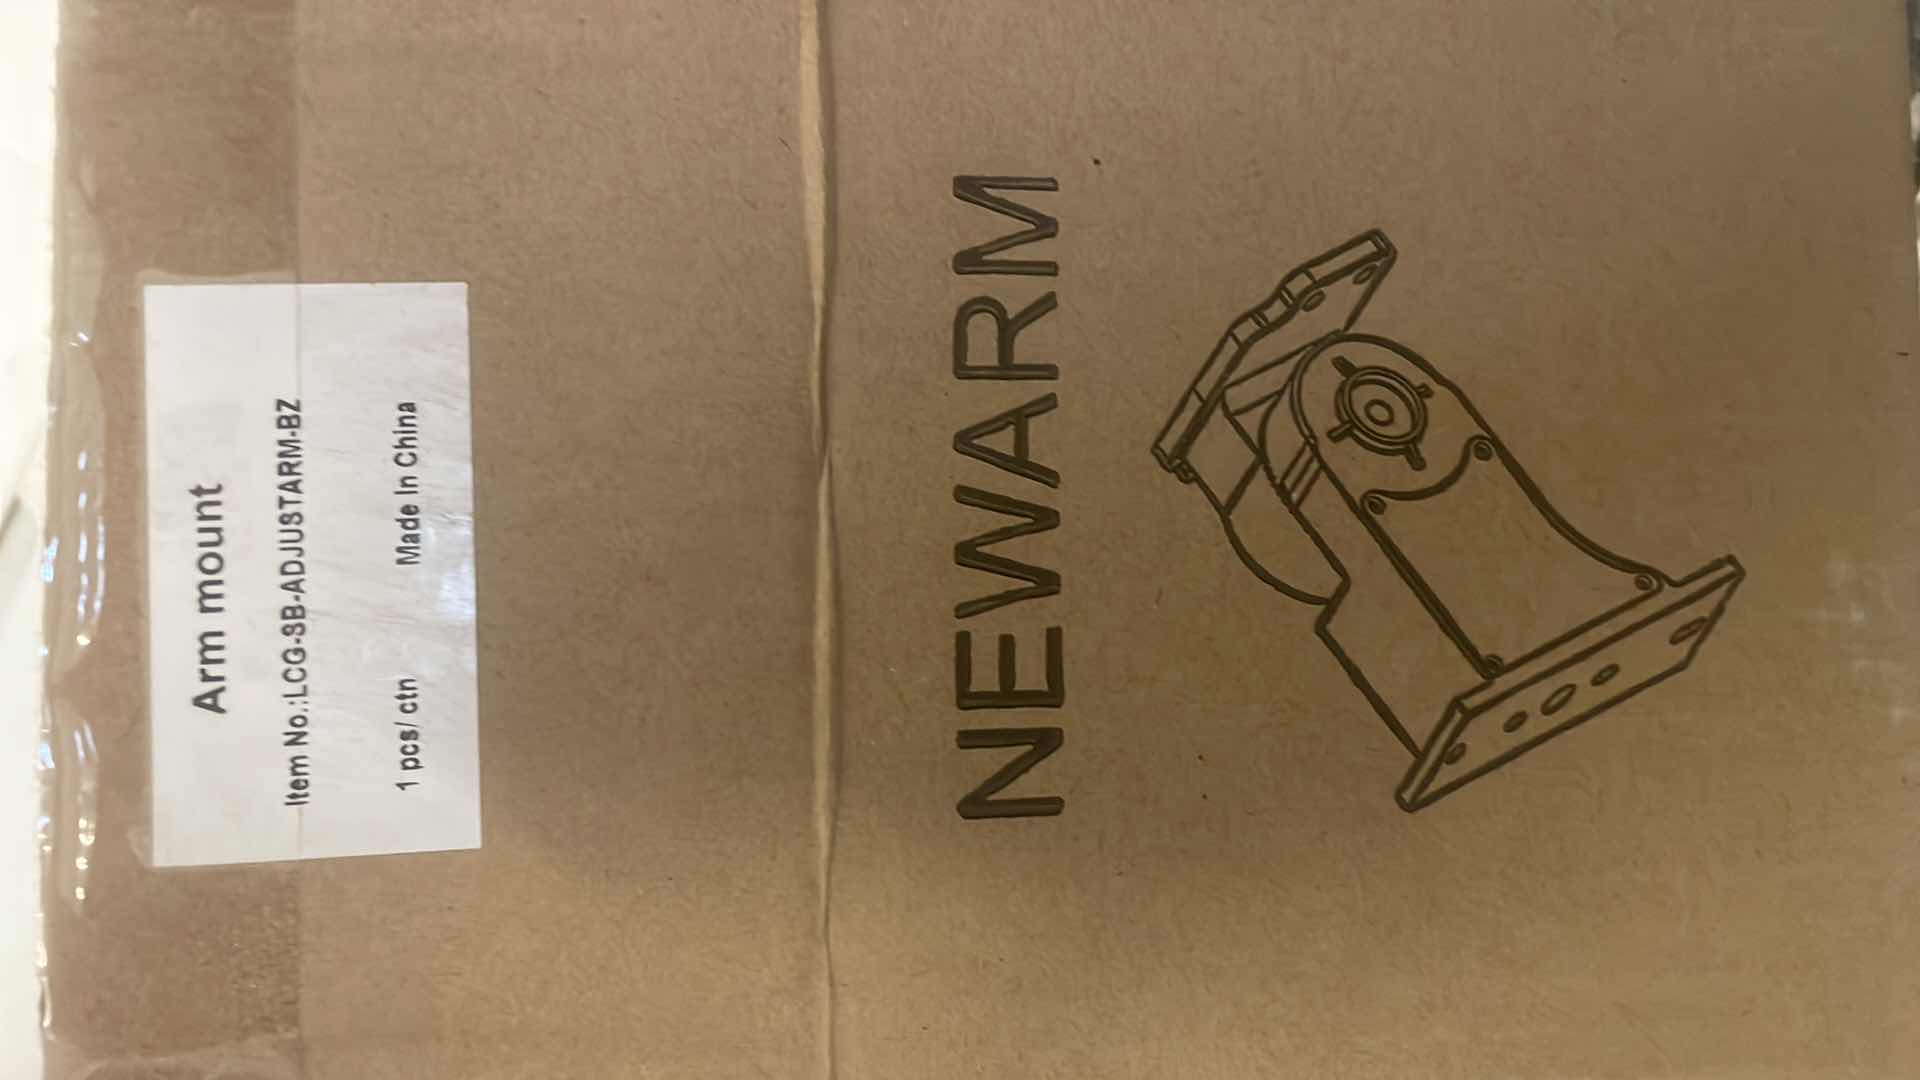 Arm mount
Item No.:LCG-SB-ADJUSTARM-BZ
1 pcs/ ctn Made In China
NEWARM